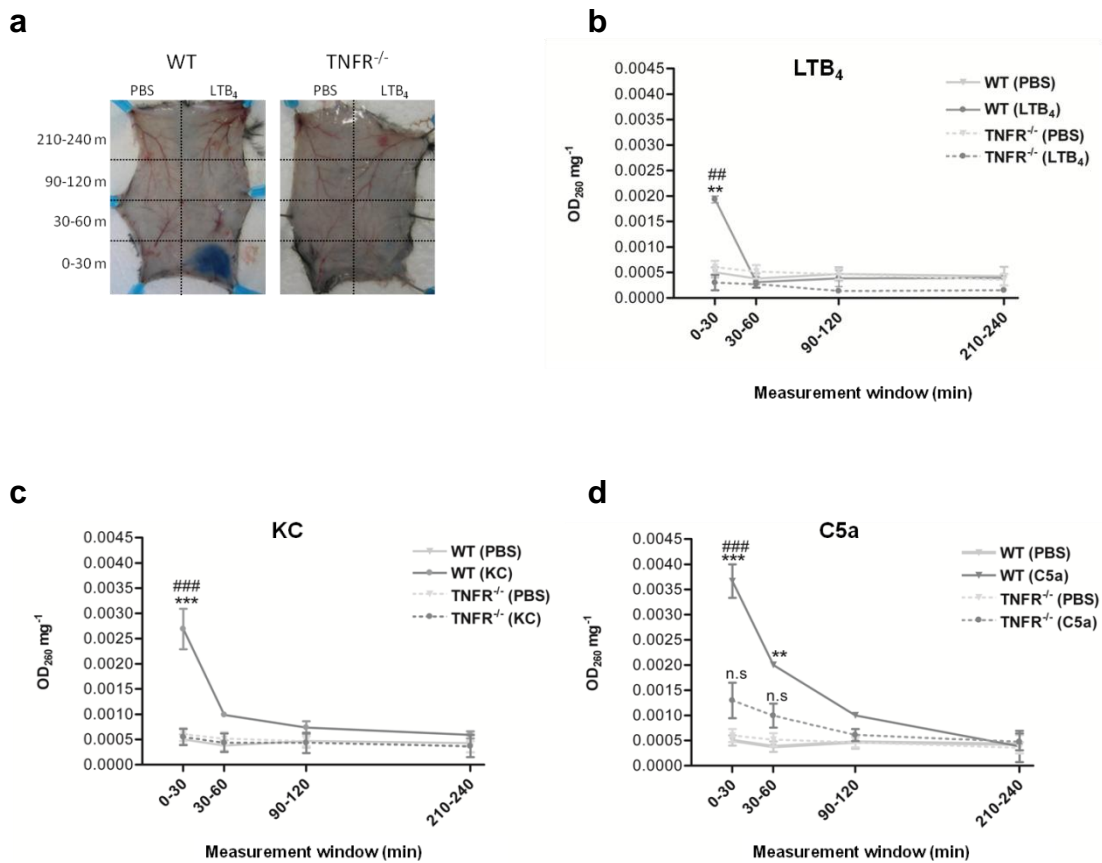 a
WT
TNFR-/-
PBS
LTB4
PBS
LTB4
210-240 m
90-120 m
30-60 m
0-30 m
b
LTB4
0.0045
0.0040
0.0035
0.0030
0.0025
0.0020
0.0015
0.0010
0.0005
0.0000
OD260 mg-1
##
**
WT (PBS)
WT (LTB4)
TNFR-/- (PBS)
TNFR-/- (LTB4)
0-30
30-60
90-120
210-240
Measurement window (min)
c
KC
0.0045
0.0040
0.0035
0.0030
0.0025
0.0020
0.0015
0.0010
0.0005
0.0000
OD260 mg-1
###
***
WT (PBS)
WT (KC)
TNFR-/- (PBS)
TNFR-/- (KC)
0-30
30-60
90-120
210-240
Measurement window (min)
d
C5a
0.0045
0.0040
0.0035
0.0030
0.0025
0.0020
0.0015
0.0010
0.0005
0.0000
OD260 mg-1
###
***
**
n.s
n.s
WT (PBS)
WT (C5a)
TNFR-/- (PBS)
TNFR-/- (C5a)
0-30
30-60
90-120
210-240
Measurement window (min)